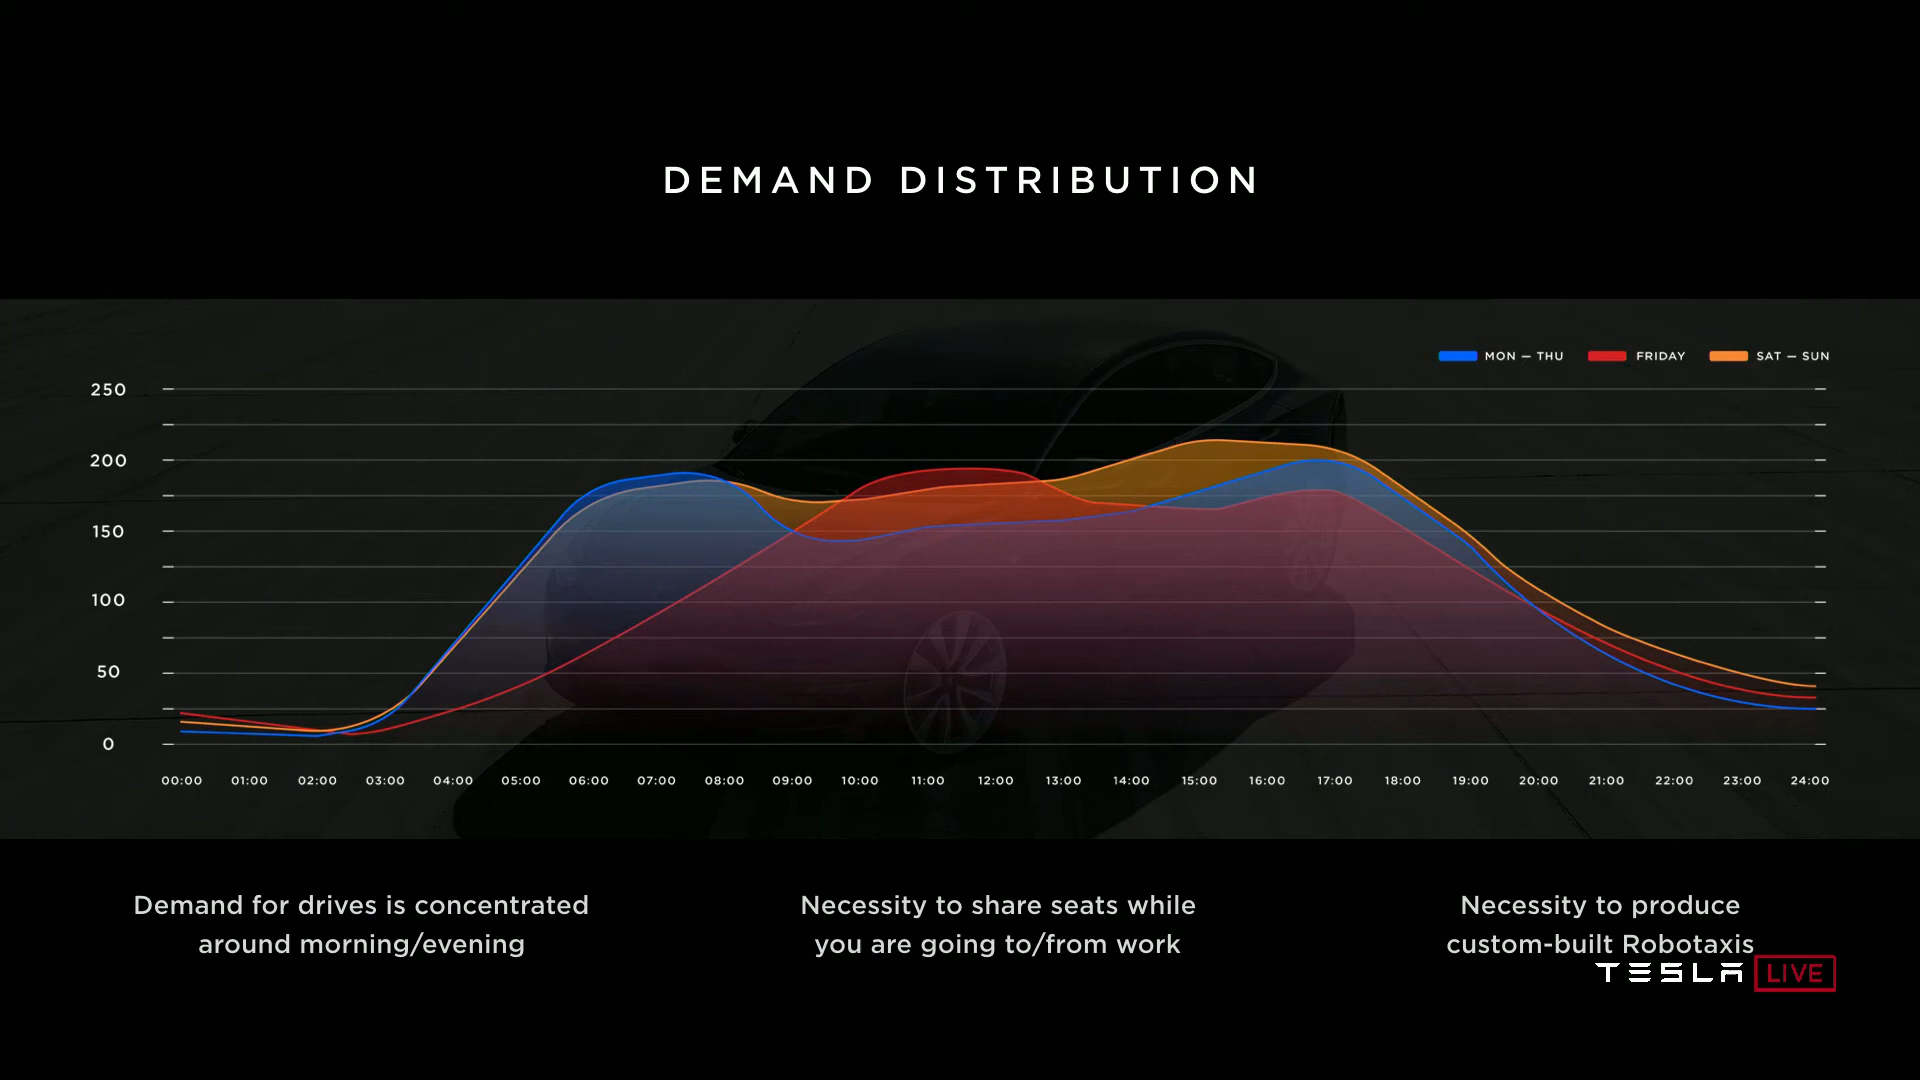 DEMAND DISTRIBUTION
MON — THU FRIDAY SAT — SUN
250
200
150
100
50
0
00:00 01:00 02:00 03:00 04:00 05:00 06:00 07:00 08:00 09:00 10:00 11:00 12:00 13:00 14:00 15:00 16:00 17:00 18:00 19:00 20:00 21:00 22:00 23:00 24:00
Demand for drives is concentrated
around morning/evening
Necessity to share seats while
you are going to/from work
Necessity to produce
custom-built Robotaxis
TESLA LIVE